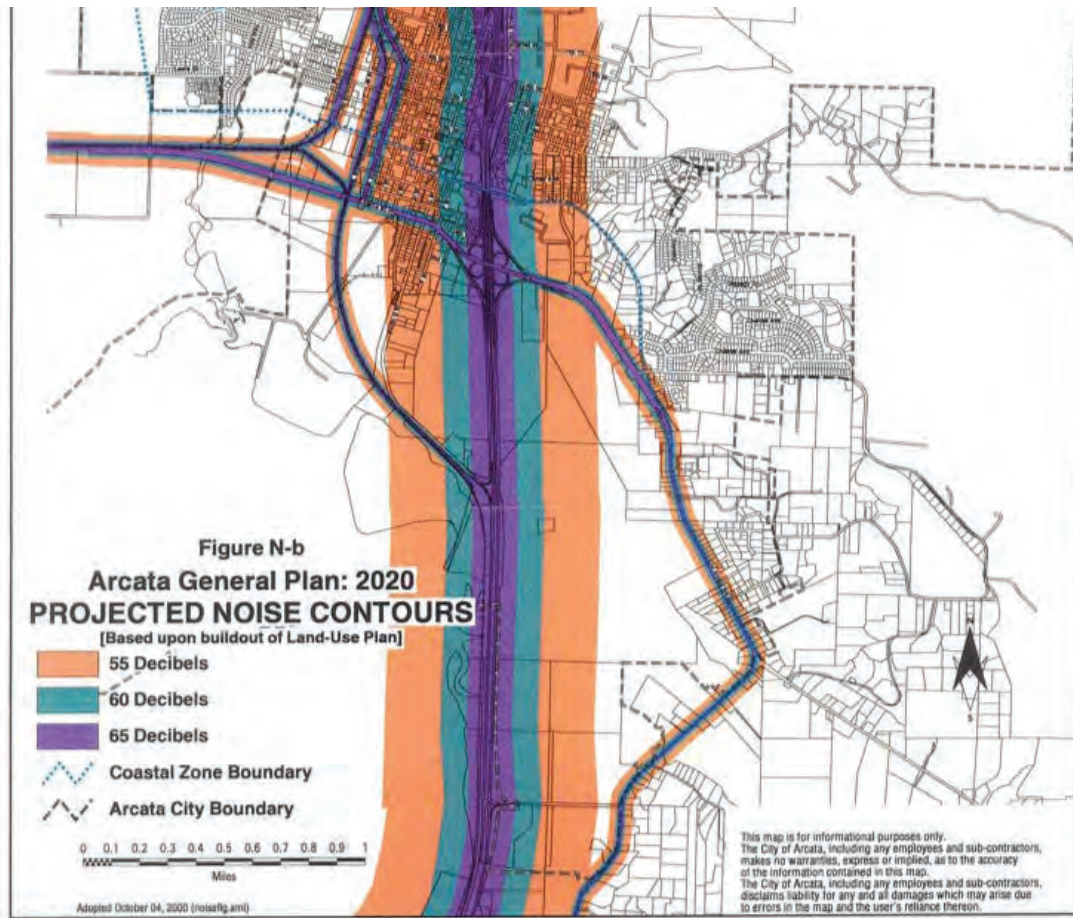 Figure N-b
Arcata General Plan: 2020
PROJECTED NOISE CONTOURS
[Based upon buildout of Land-Use Plan]
55 Decibels
60 Decibels
65 Decibels
Coastal Zone Boundary
Arcata City Boundary
0 0.1 0.2 0.3 0.4 0.5 0.6 0.7 0.8 0.9 1
Miles
Adopted October 04, 2000 (noisefig.aml)
N
S
This map is for informational purposes only.
The City of Arcata, including any employees and sub-contractors,
makes no warranties, express or implied, as to the accuracy
of the information contained in this map.
The City of Arcata, including any employees and sub-contractors,
disclaims liability for any and all damages which may arise due
to errors in the map and the user's reliance thereon.